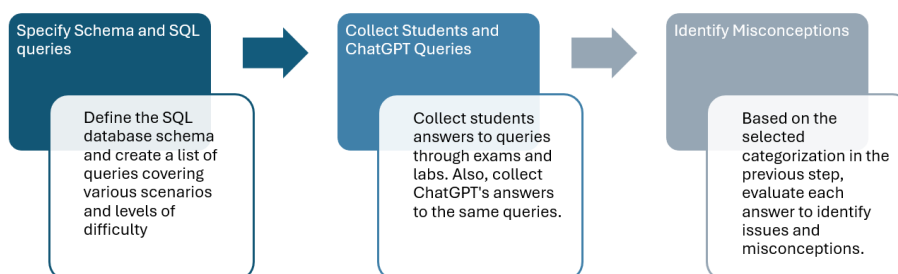 Specify Schema and SQL
queries
Define the SQL
database schema
and create a list of
queries covering
various scenarios
and levels of
difficulty
Collect Students and
ChatGPT Queries
Collect students
answers to queries
through exams and
labs. Also, collect
ChatGPT's answers
to the same queries.
Identify Misconceptions
Based on the
selected
categorization in the
previous step,
evaluate each
answer to identify
issues and
misconceptions.